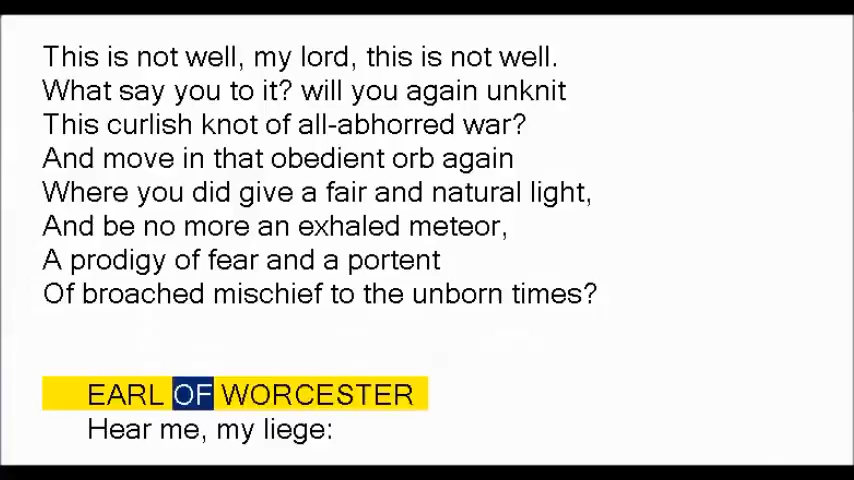 This is not well, my lord, this is not well.
What say you to it? will you again unknit
This curlish knot of all-abhorred war?
And move in that obedient orb again
Where you did give a fair and natural light,
And be no more an exhaled meteor,
A prodigy of fear and a portent
Of broached mischief to the unborn times?
EARL OF WORCESTER
Hear me, my liege: